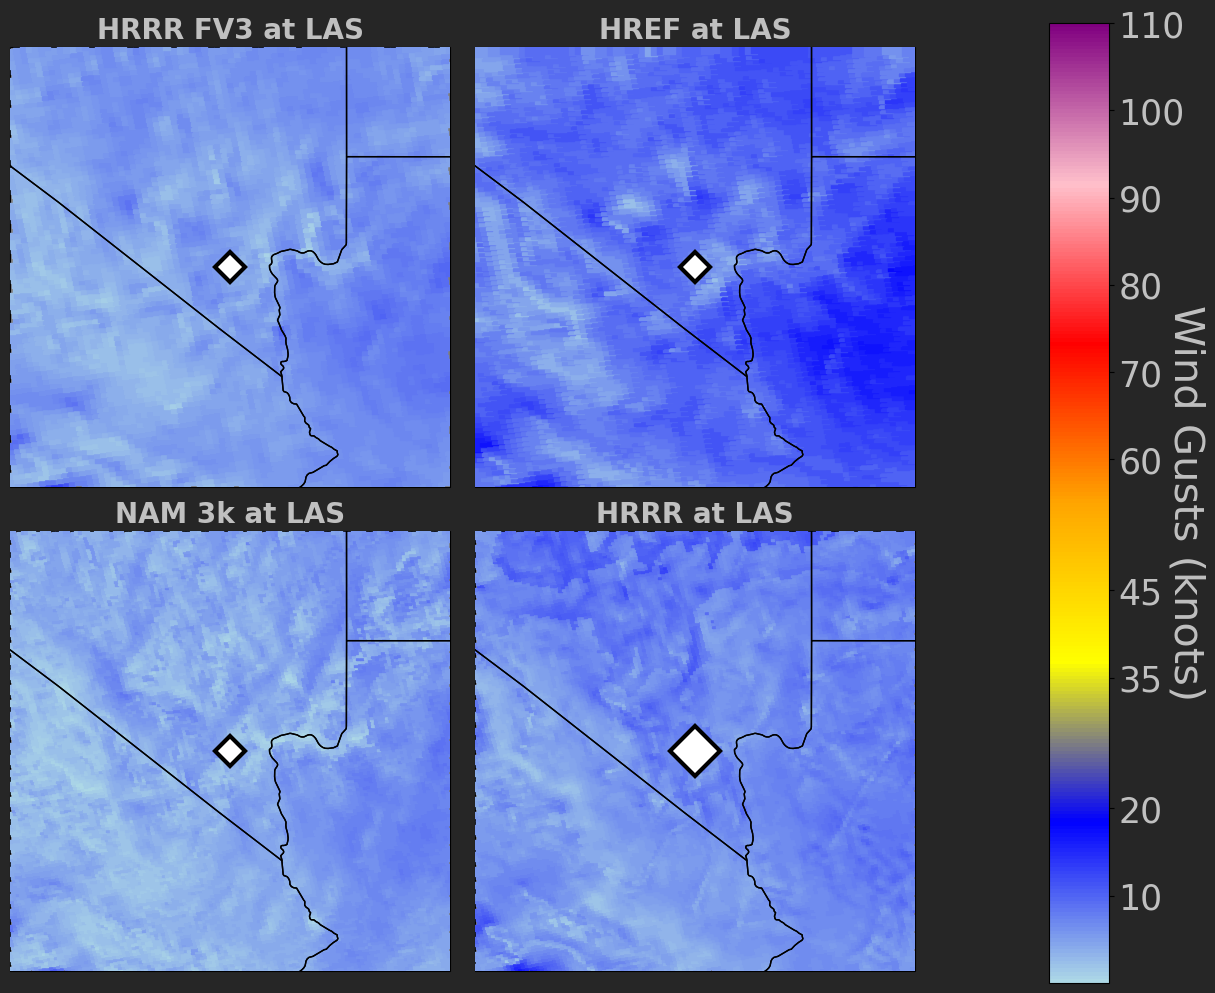 HRRR FV3 at LAS
HREF at LAS
NAM 3k at LAS
HRRR at LAS
110
100
90
80
70
60
45
35
20
10
Wind Gusts (knots)